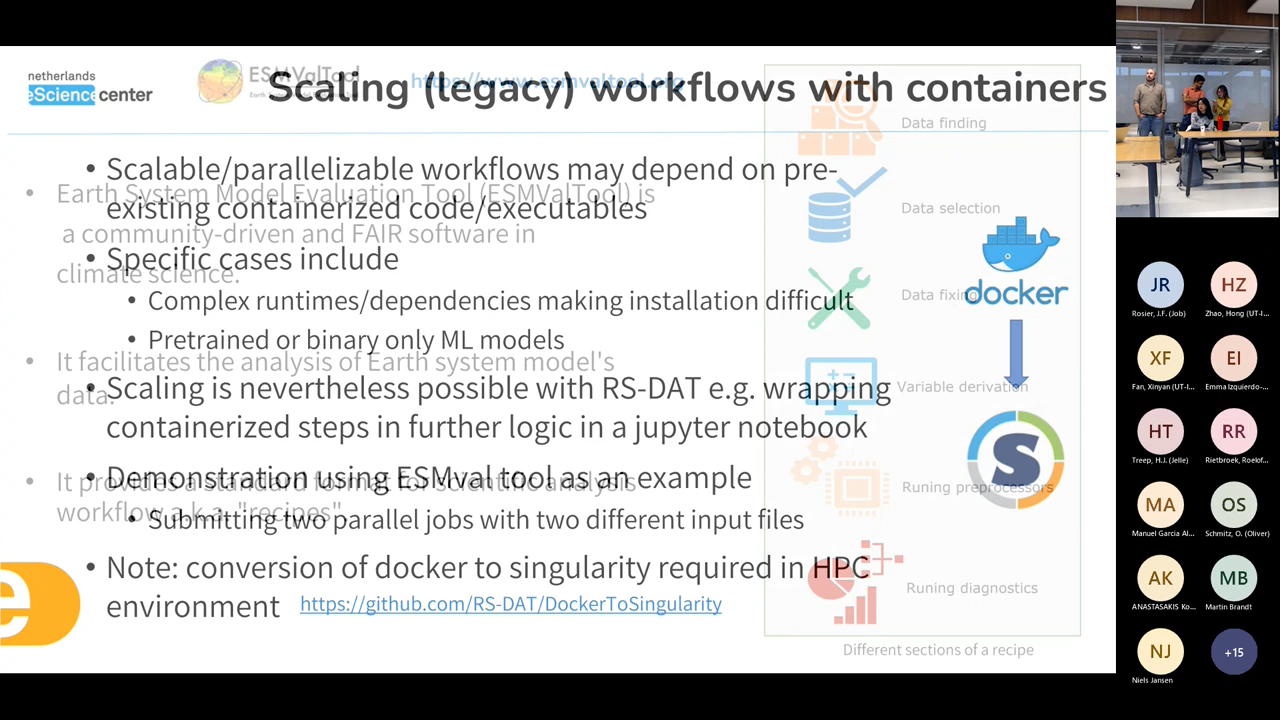 netherlands
eScience center
ESMValTool
https://www.esmvaltool.org
Scaling (legacy) workflows with containers
• Scalable/parallelizable workflows may depend on pre-
existing containerized code/executables
• Specific cases include
• Complex runtimes/dependencies making installation difficult
• Pretrained or binary only ML models
• Scaling is nevertheless possible with RS-DAT e.g. wrapping
containerized steps in further logic in a jupyter notebook
• Demonstration using ESMval tool as an example
• Submitting two parallel jobs with two different input files
• Note: conversion of docker to singularity required in HPC
environment
https://github.com/RS-DAT/DockerToSingularity
• Earth System Model Evaluation Tool (ESMValTool) is
a community-driven and FAIR software in
climate science.
• It facilitates the analysis of Earth system model's
data.
• It provides a standard format for scientific analysis
workflow a.k.a. "recipes"
Data finding
Data selection
Data fixing
Variable derivation
Runing preprocessors
Runing diagnostics
Different sections of a recipe
docker
S
e
JR
Rosier, J.F. (Job)
HZ
Zhao, Hong (UT-I...
XF
Fan, Xinyan (UT-I...
EI
Emma Izquierdo-...
HT
Treep, H.J. (Jelle)
RR
Rietbroek, Roelof...
MA
Manuel Garcia Al...
OS
Schmitz, O. (Oliver)
AK
ANASTASAKIS Ko...
MB
Martin Brandt
NJ
Niels Jansen
+15